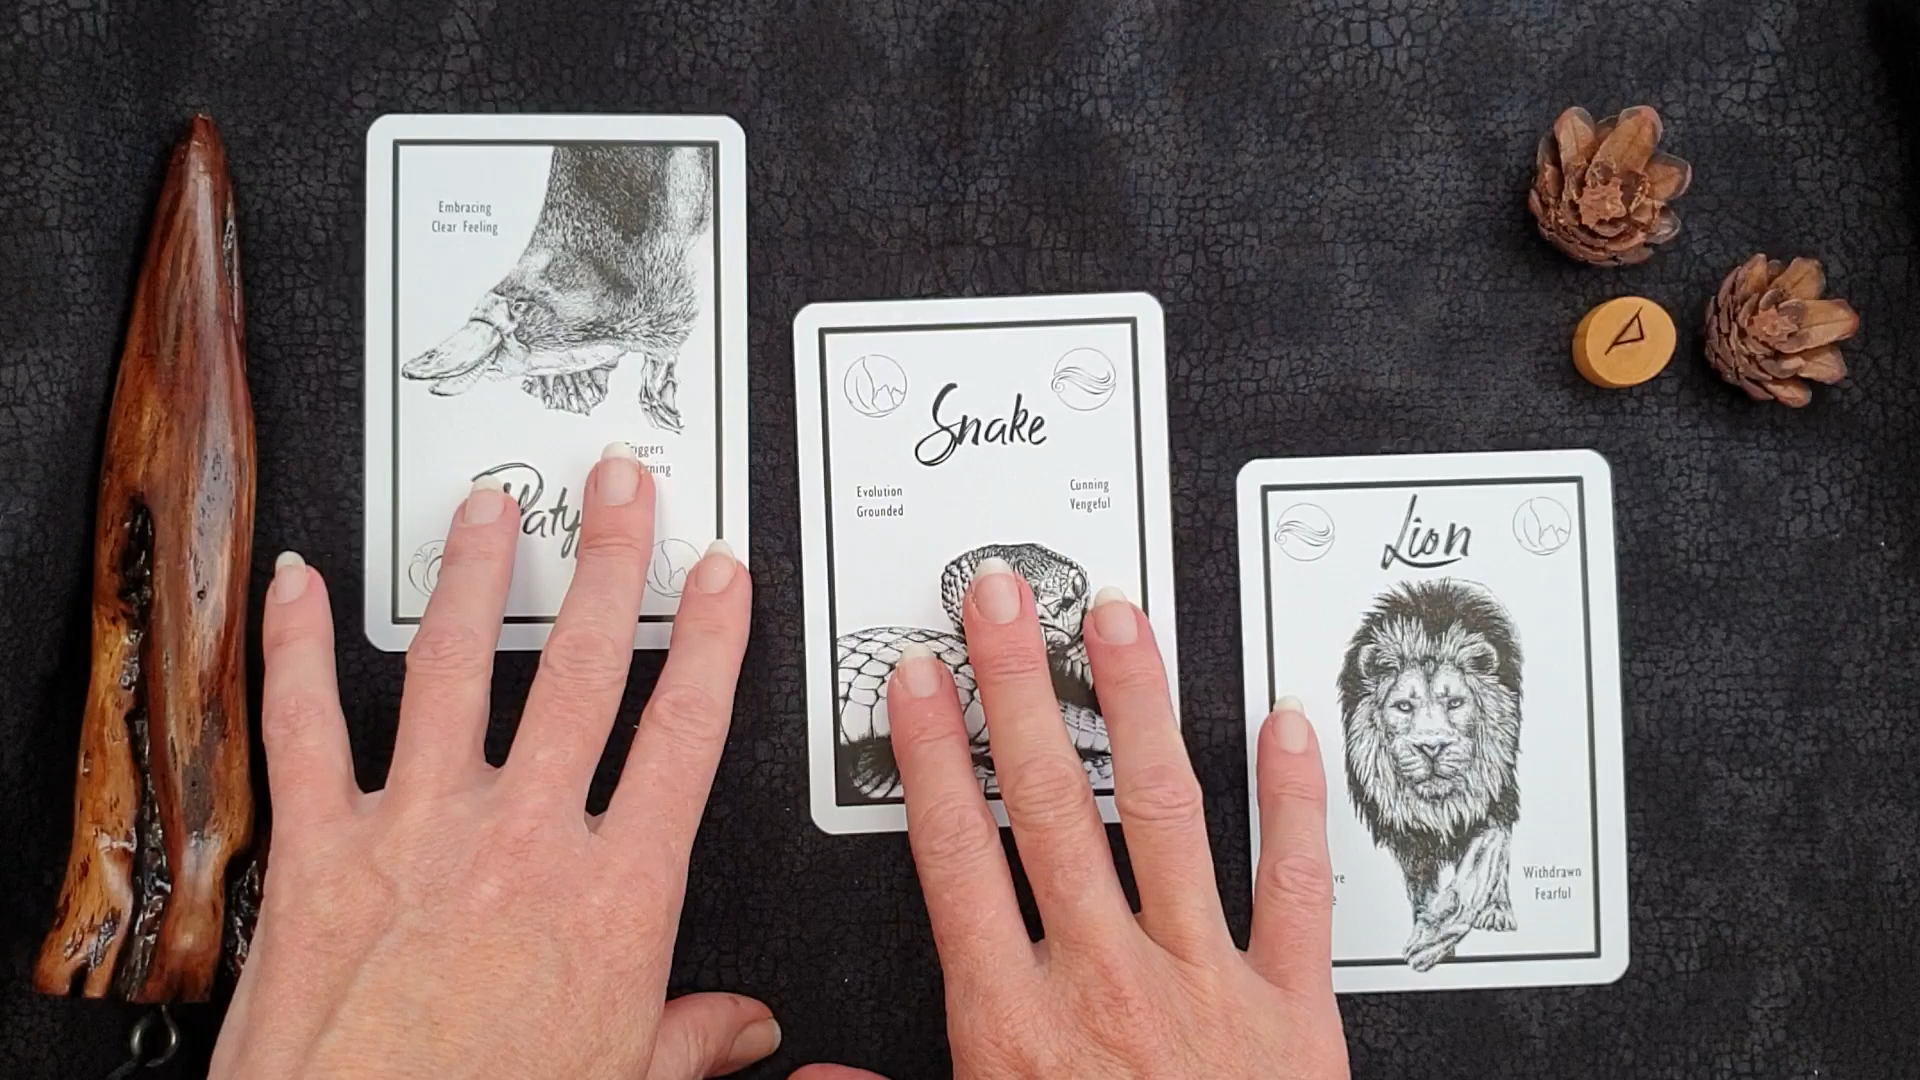 Embracing
Clear Feeling
Snake
Evolution
Grounded
Cunning
Vengeful
Lion
Withdrawn
Fearful